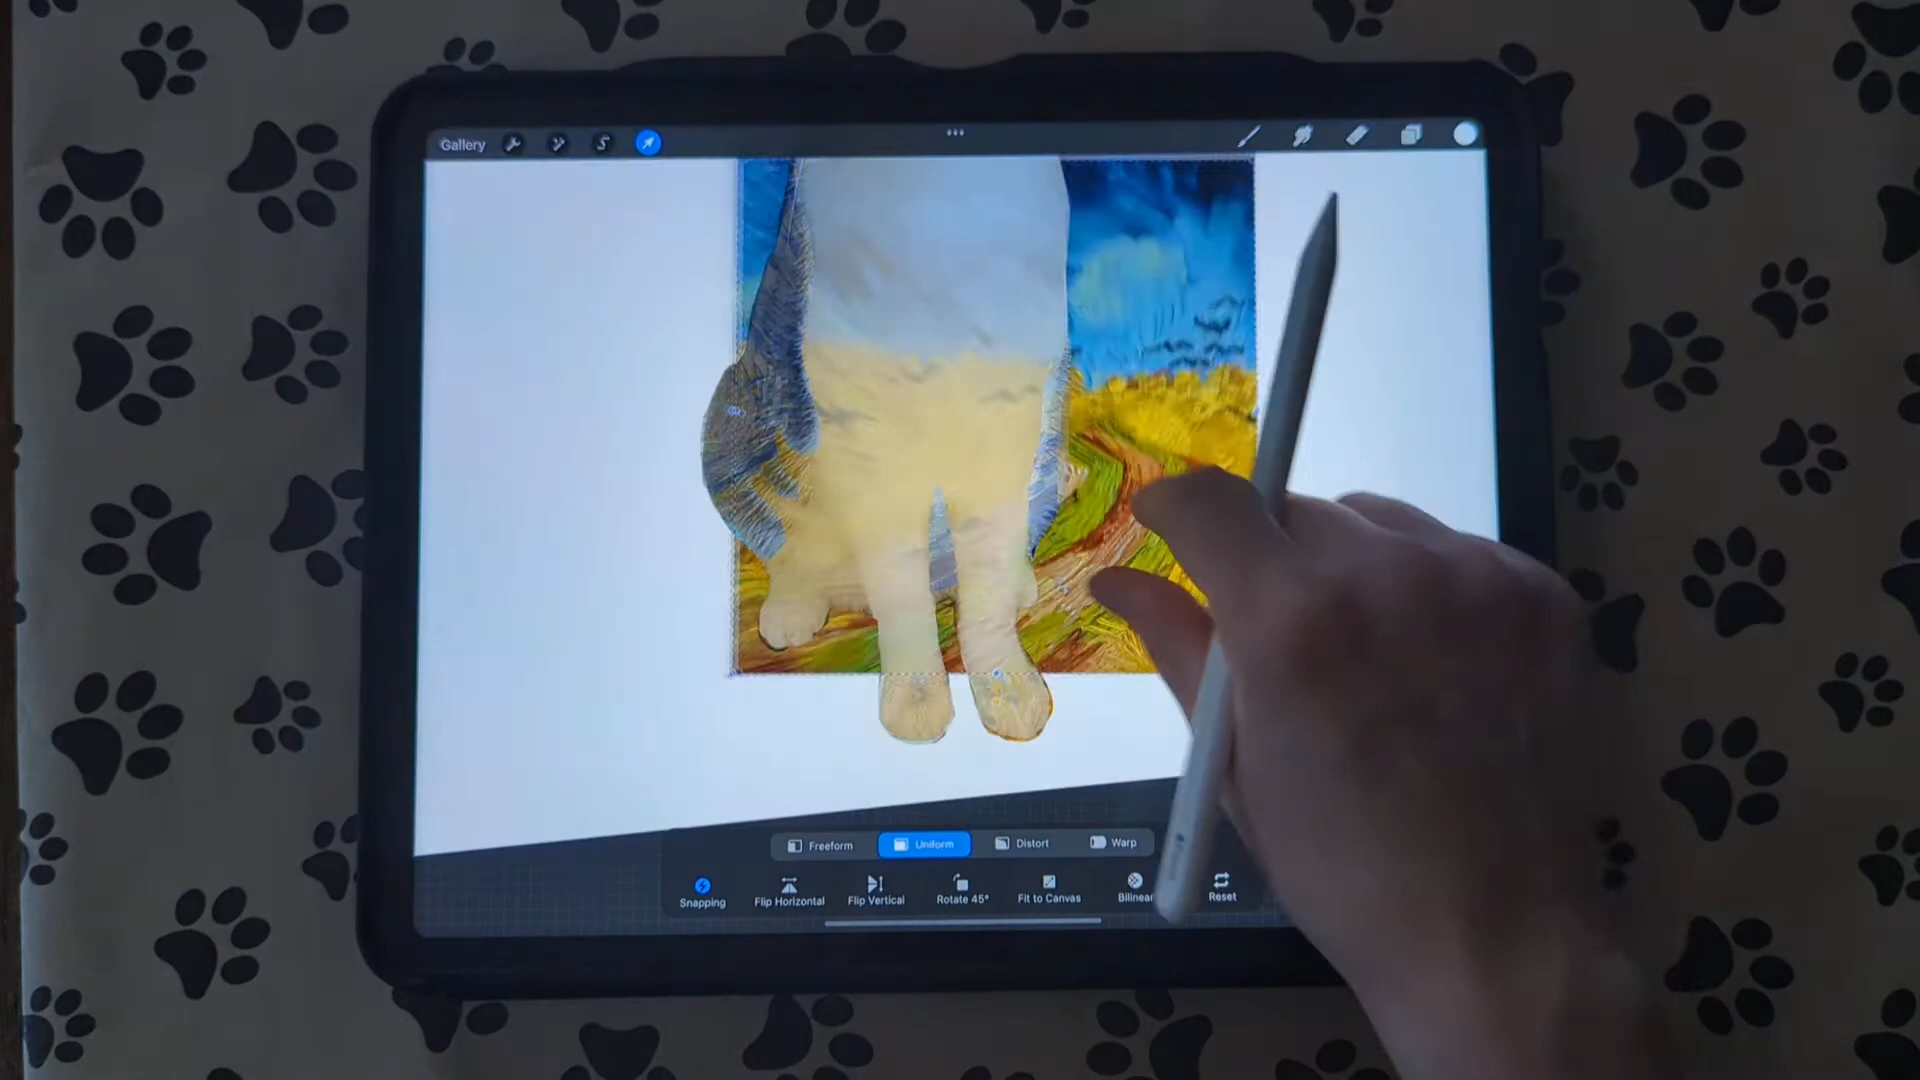 Gallery
Freeform Uniform Distort Warp
Snapping Flip Horizontal Flip Vertical Rotate 45° Fit to Canvas Bilinear Reset